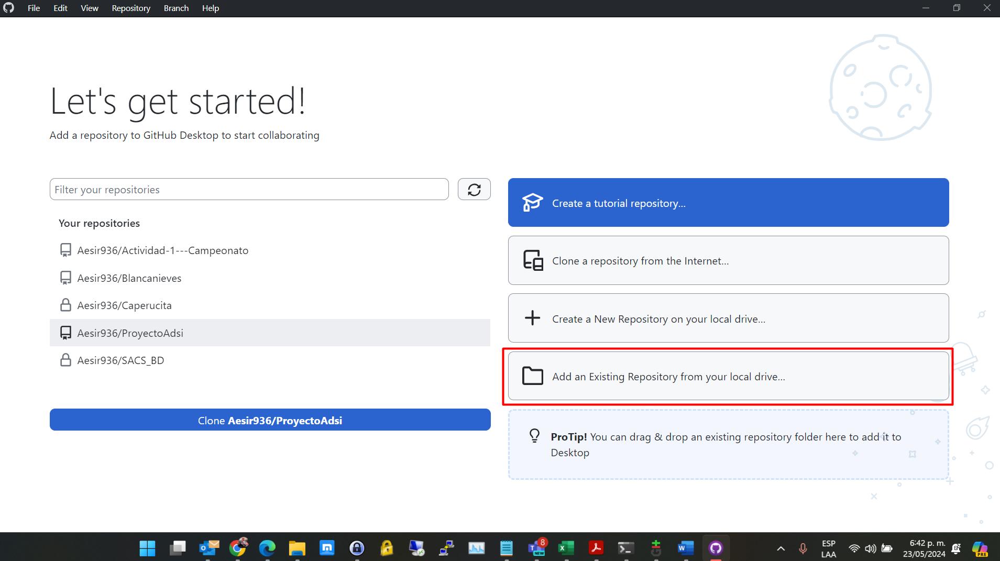 File Edit View Repository Branch Help
Let's get started!
Add a repository to GitHub Desktop to start collaborating
Filter your repositories
Your repositories
Aesir936/Actividad-1---Campeonato
Aesir936/Blancanieves
Aesir936/Caperucita
Aesir936/ProyectoAdsi
Aesir936/SACS_BD
Clone Aesir936/ProyectoAdsi
Create a tutorial repository...
Clone a repository from the Internet...
Create a New Repository on your local drive...
Add an Existing Repository from your local drive...
ProTip! You can drag & drop an existing repository folder here to add it to
Desktop
8
NEW
ESP
LAA
6:42 p. m.
23/05/2024
PRE